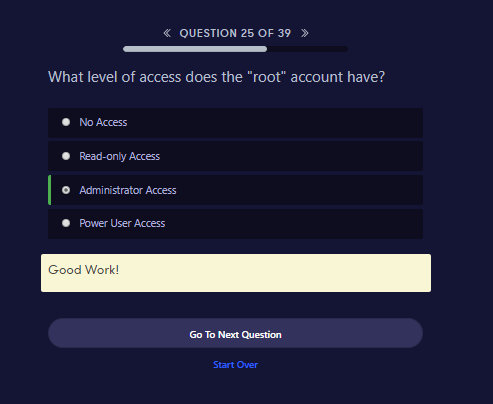 « QUESTION 25 OF 39 »
What level of access does the "root" account have?
No Access
Read-only Access
Administrator Access
Power User Access
Good Work!
Go To Next Question
Start Over